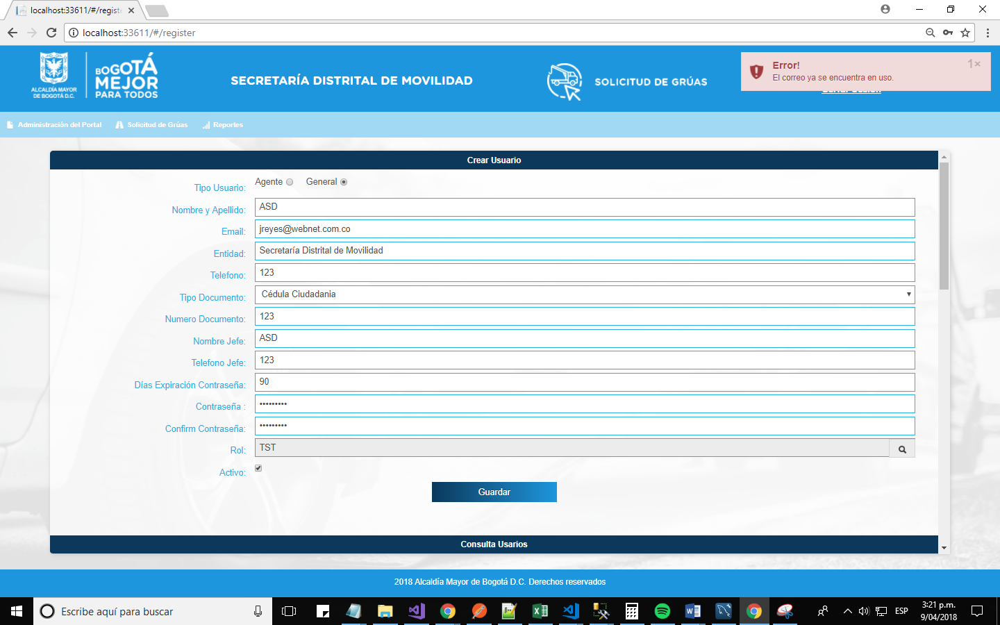 localhost:33611/#/registe
localhost:33611/#/register
ALCALDÍA MAYOR
DE BOGOTÁ D.C.
BOGOTÁ
MEJOR
PARA TODOS
SECRETARÍA DISTRITAL DE MOVILIDAD
SOLICITUD DE GRÚAS
Error!
El correo ya se encuentra en uso.
1×
Cerrar Sesión
Administración del Portal
Solicitud de Grúas
Reportes
Crear Usuario
Tipo Usuario: Agente General
Nombre y Apellido: ASD
Email: jreyes@webnet.com.co
Entidad: Secretaría Distrital de Movilidad
Telefono: 123
Tipo Documento: Cédula Ciudadania
Numero Documento: 123
Nombre Jefe: ASD
Telefono Jefe: 123
Días Expiración Contraseña: 90
Contraseña : •••••••••
Confirm Contraseña: •••••••••
Rol: TST
Activo:
Guardar
Consulta Usarios
2018 Alcaldía Mayor de Bogotá D.C. Derechos reservados
Escribe aquí para buscar
ESP
3:21 p.m.
9/04/2018